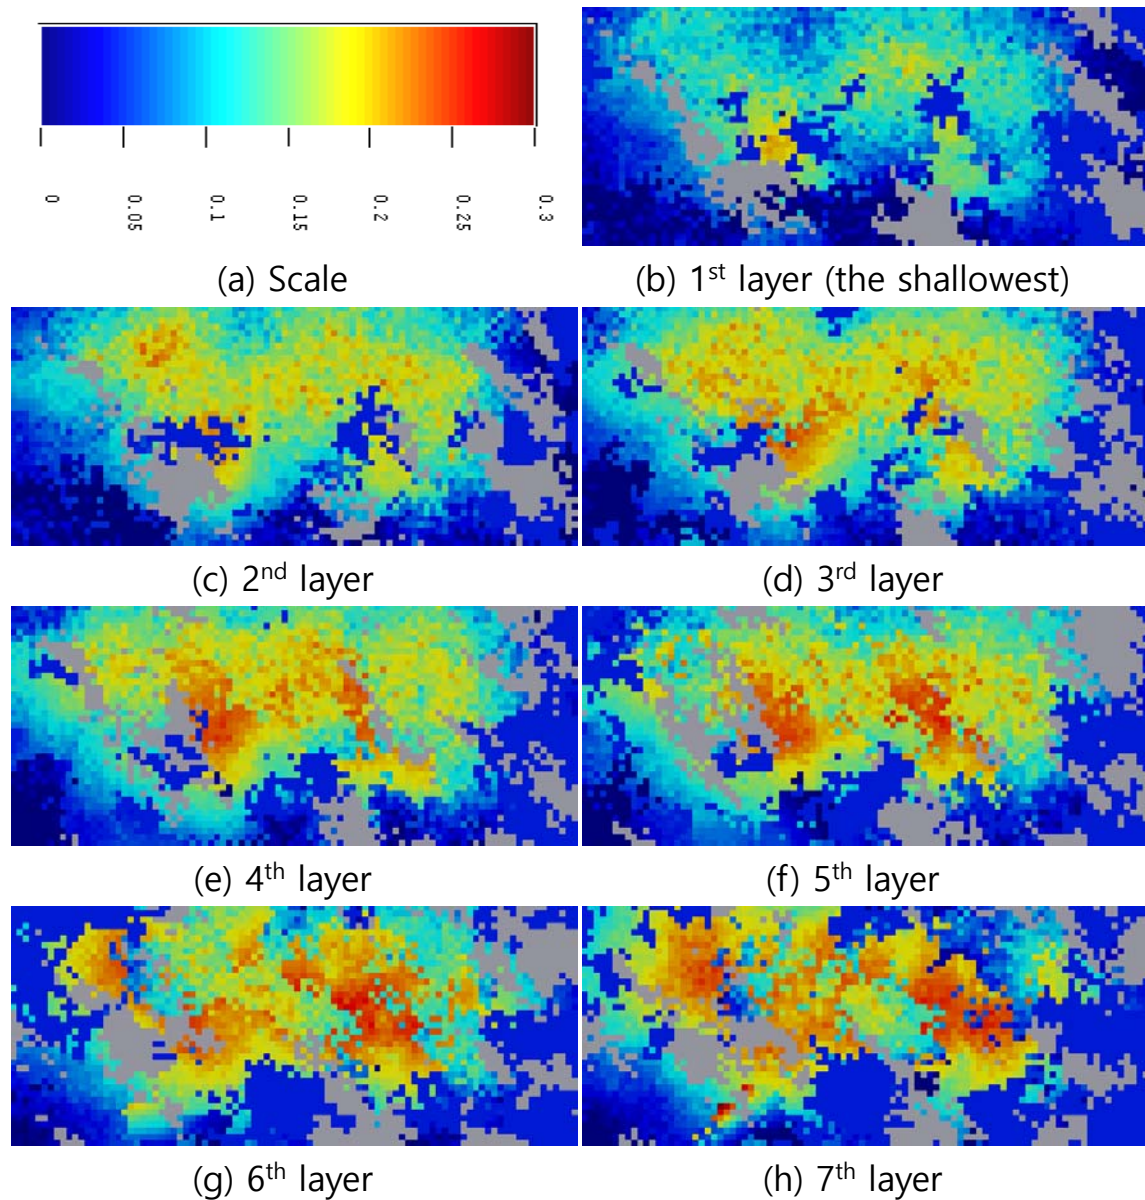 0 0.05 0.1 0.15 0.2 0.25 0.3
(a) Scale
(b) 1st layer (the shallowest)
(c) 2nd layer
(d) 3rd layer
(e) 4th layer
(f) 5th layer
(g) 6th layer
(h) 7th layer